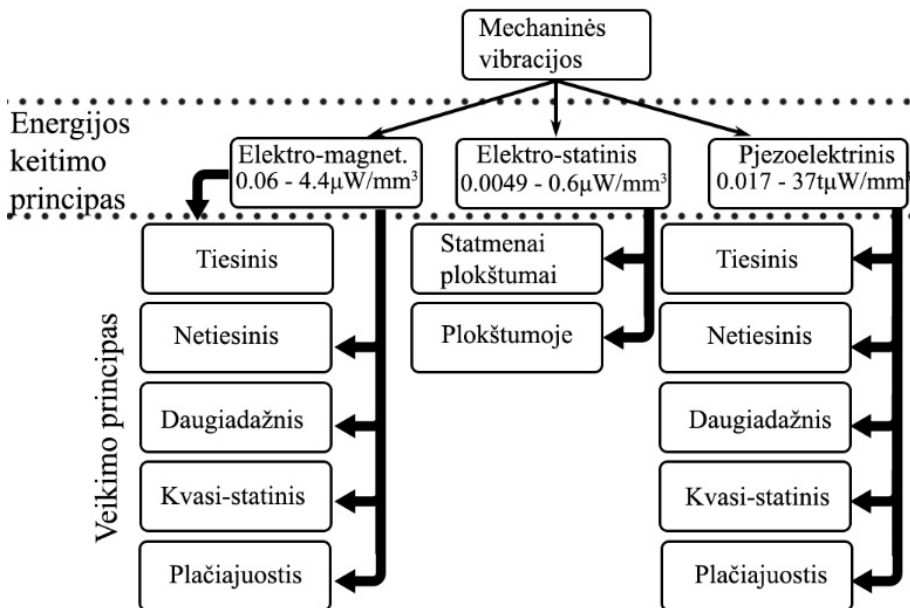 Mechaninės
vibracijos
Energijos
keitimo
principas
Elektro-magnet.
0.06 - 4.4µW/mm³
Elektro-statinis
0.0049 - 0.6µW/mm³
Pjezoelektrinis
0.017 - 37tµW/mm³
Veikimo principas
Tiesinis
Netiesinis
Daugiadažnis
Kvasi-statinis
Plačiajuostis
Statmenai
plokštumai
Plokštumoje
Tiesinis
Netiesinis
Daugiadažnis
Kvasi-statinis
Plačiajuostis